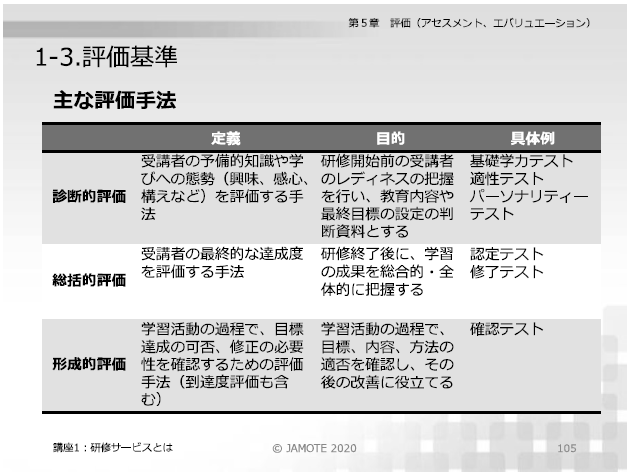 第５章　評価（アセスメント、エバリュエーション）
1-3.評価基準
主な評価手法
定義　目的　具体例
診断的評価
受講者の予備的知識や学
びへの態勢（興味、感心、
構えなど）を評価する手
法
研修開始前の受講者
のレディネスの把握
を行い、教育内容や
最終目標の設定の判
断資料とする
基礎学力テスト
適性テスト
パーソナリティー
テスト
総括的評価
受講者の最終的な達成度
を評価する手法
研修終了後に、学習
の成果を総合的・全
体的に把握する
認定テスト
修了テスト
形成的評価
学習活動の過程で、目標
達成の可否、修正の必要
性を確認するための評価
手法（到達度評価も含
む）
学習活動の過程で、
目標、内容、方法の
適否を確認し、その
後の改善に役立てる
確認テスト
講座1：研修サービスとは　© JAMOTE 2020　105